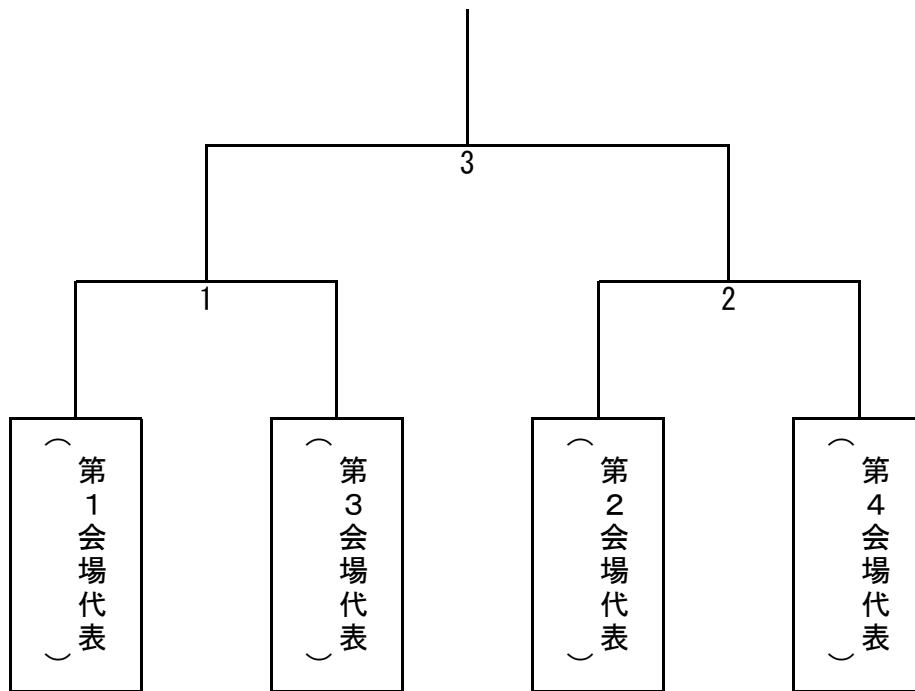 3
1
2
第1会場代表
（　　　）
第3会場代表
（　　　）
第2会場代表
（　　　）
第4会場代表
（　　　）